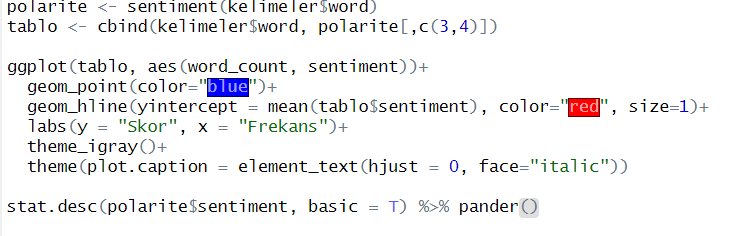 polarite <- sentiment(kelimeler$word)
tablo <- cbind(kelimeler$word, polarite[,c(3,4)])
ggplot(tablo, aes(word_count, sentiment))+
geom_point(color="blue")+
geom_hline(yintercept = mean(tablo$sentiment), color="red", size=1)+
labs(y = "Skor", x = "Frekans")+
theme_igray()+
theme(plot.caption = element_text(hjust = 0, face="italic"))
stat.desc(polarite$sentiment, basic = T) %>% pander()